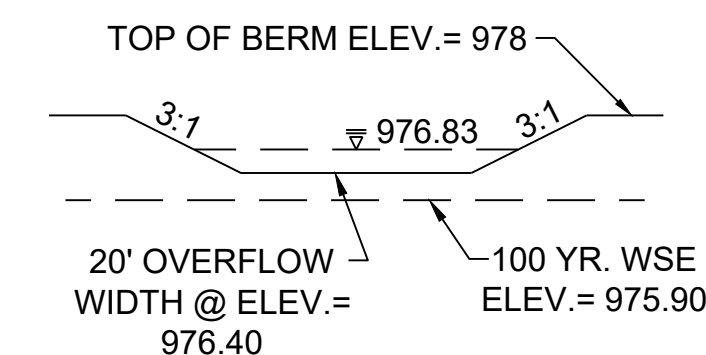 TOP OF BERM ELEV.= 978
3:1
976.83
3:1
20' OVERFLOW
WIDTH @ ELEV.=
976.40
100 YR. WSE
ELEV.= 975.90